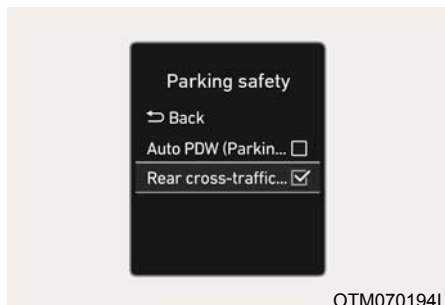 Parking safety
⮌ Back
Auto PDW (Parkin...
Rear cross-traffic...
OTM070194L